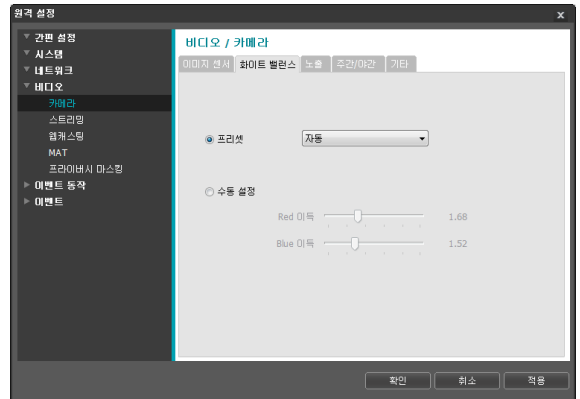 원격 설정
x
간편 설정
시스템
네트워크
비디오
카메라
스트리밍
웹캐스팅
MAT
프라이버시 마스킹
이벤트 동작
이벤트
비디오 / 카메라
이미지 센서 화이트 밸런스 노출 주간/야간 기타
프리셋 자동
수동 설정
Red 이득 1.68
Blue 이득 1.52
확인 취소 적용